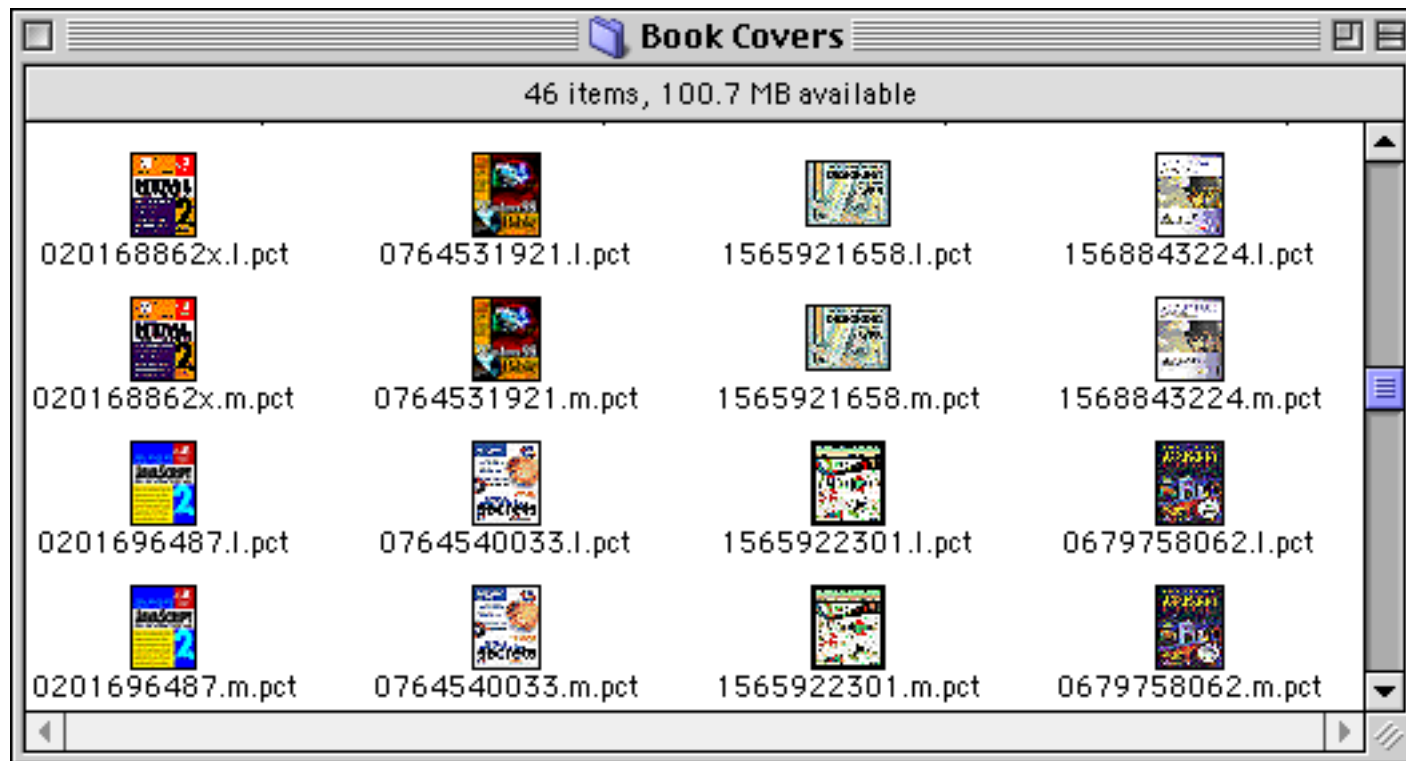 Book Covers
46 items, 100.7 MB available
020168862x.l.pct 0764531921.l.pct 1565921658.l.pct 1568843224.l.pct
020168862x.m.pct 0764531921.m.pct 1565921658.m.pct 1568843224.m.pct
0201696487.l.pct 0764540033.l.pct 1565922301.l.pct 0679758062.l.pct
0201696487.m.pct 0764540033.m.pct 1565922301.m.pct 0679758062.m.pct